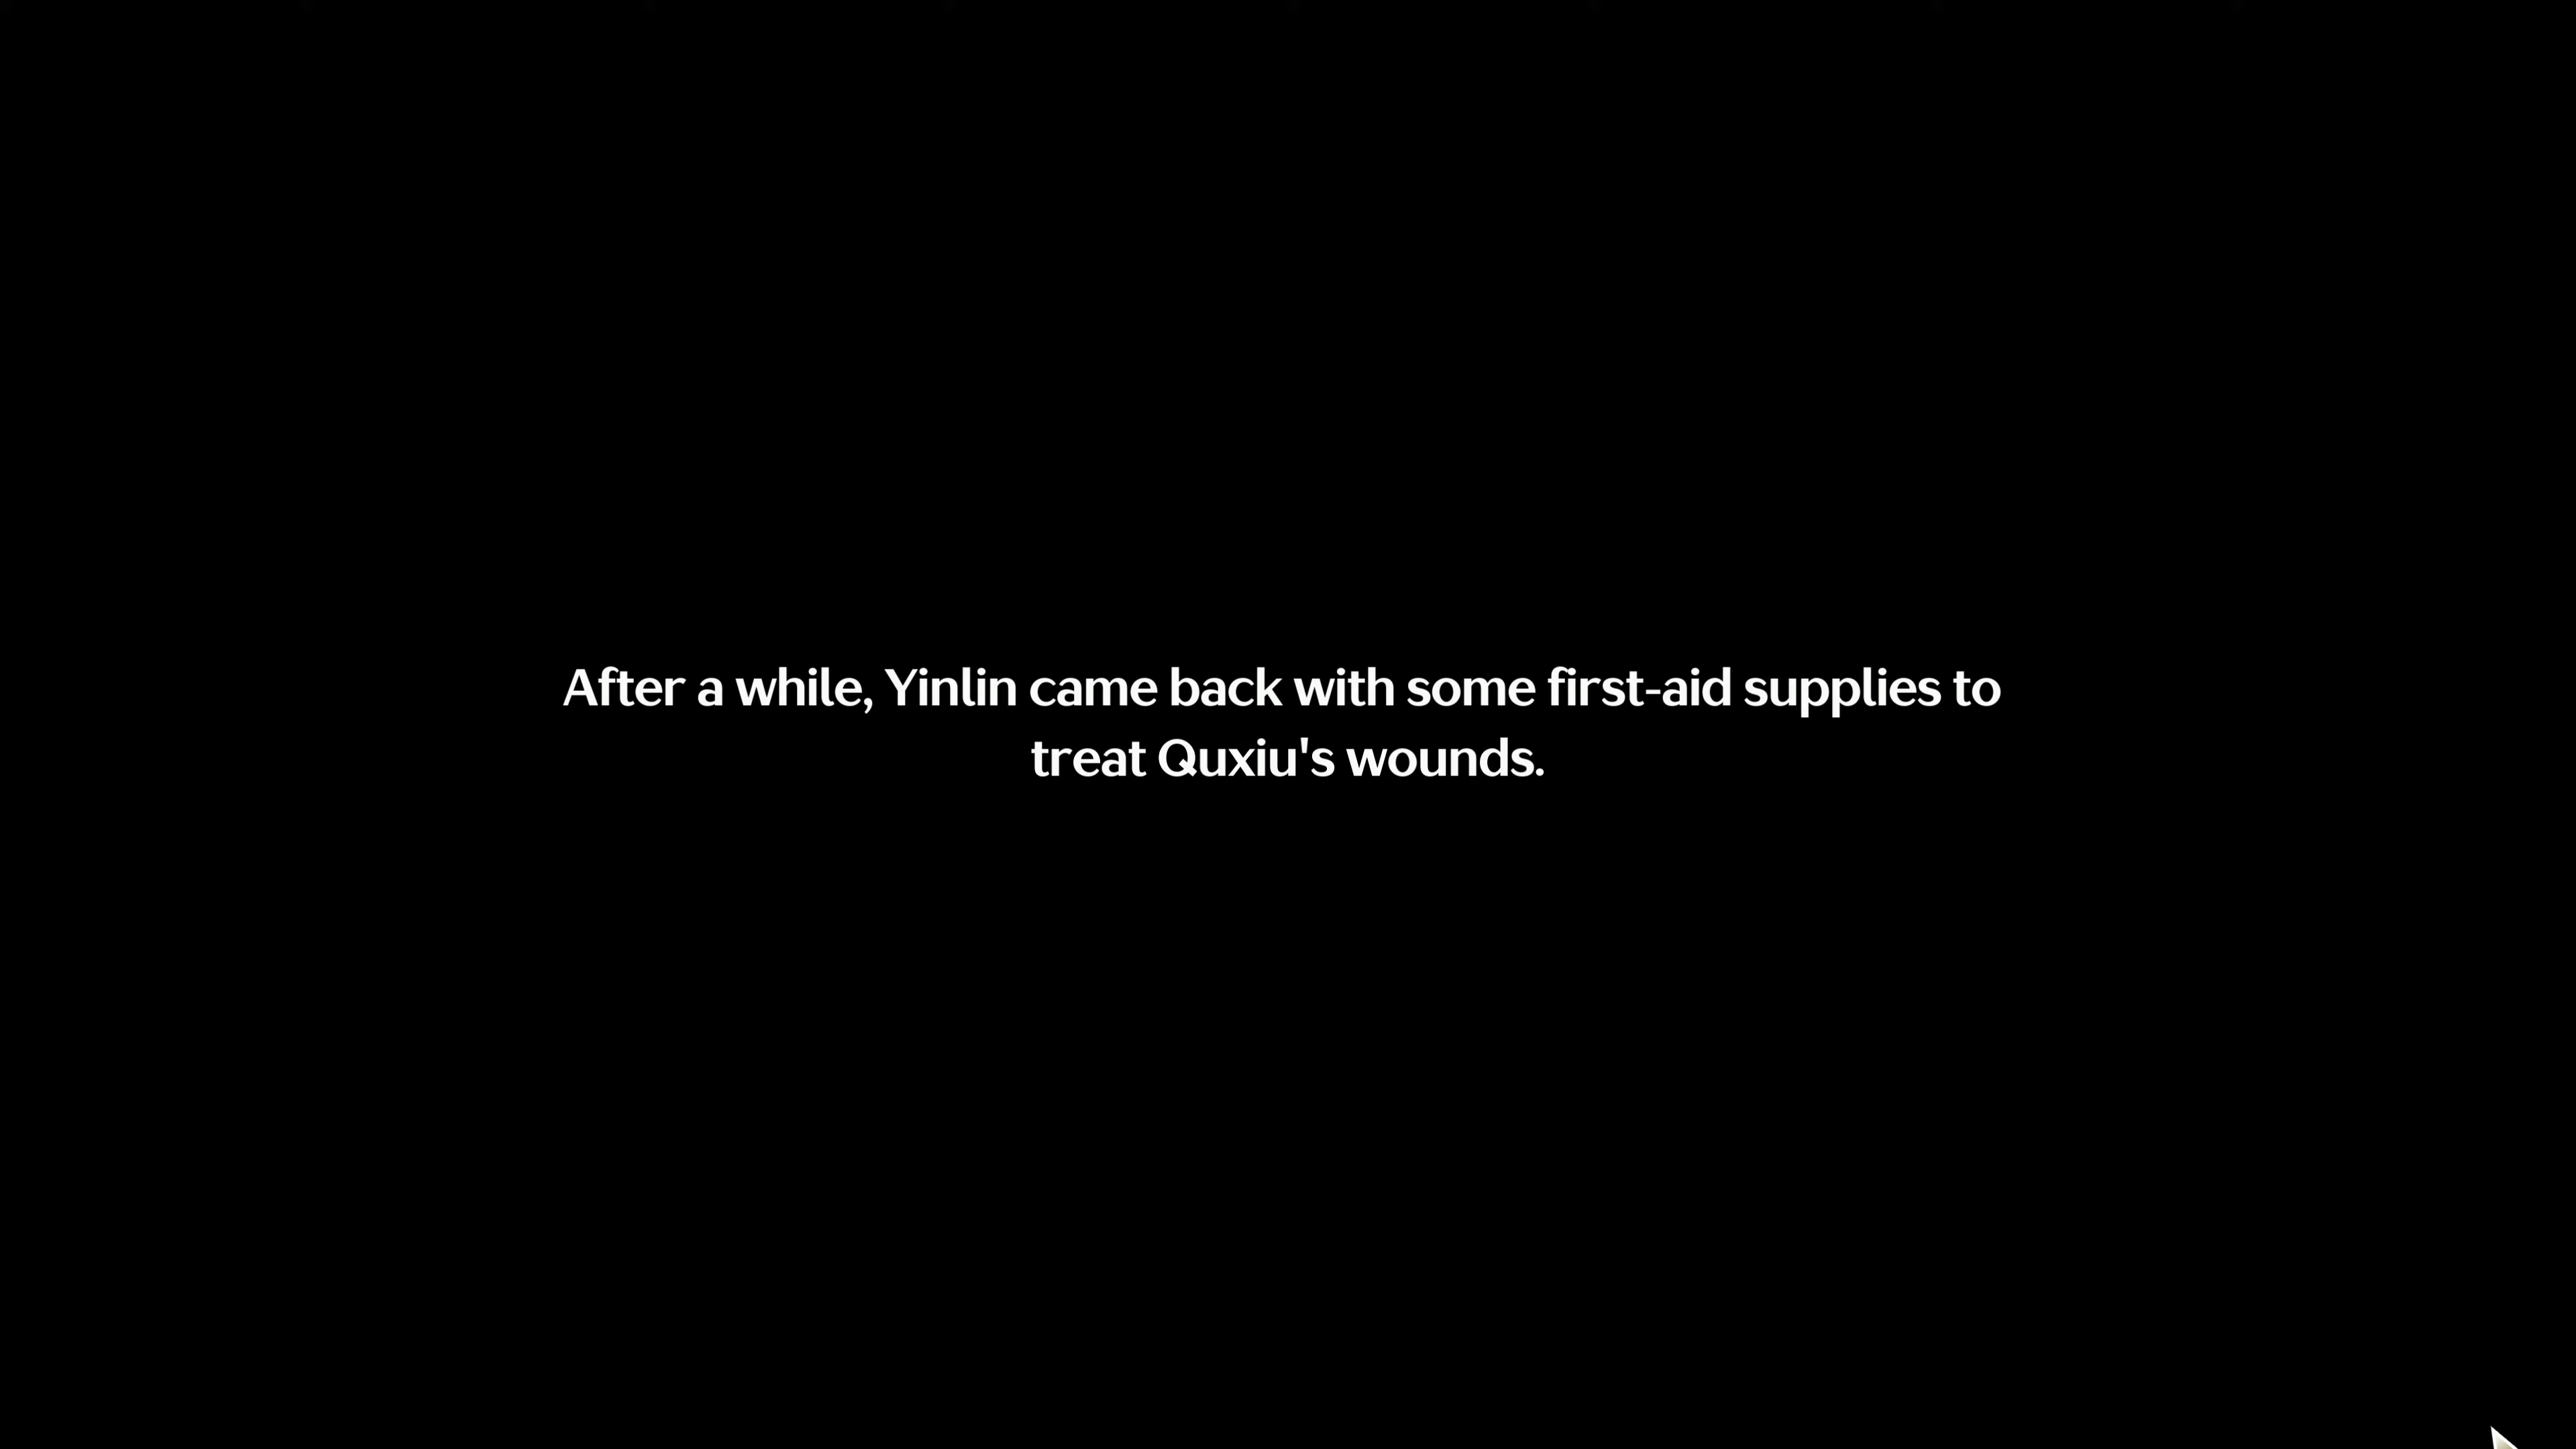 After a while, Yinlin came back with some first-aid supplies to
treat Quxiu's wounds.